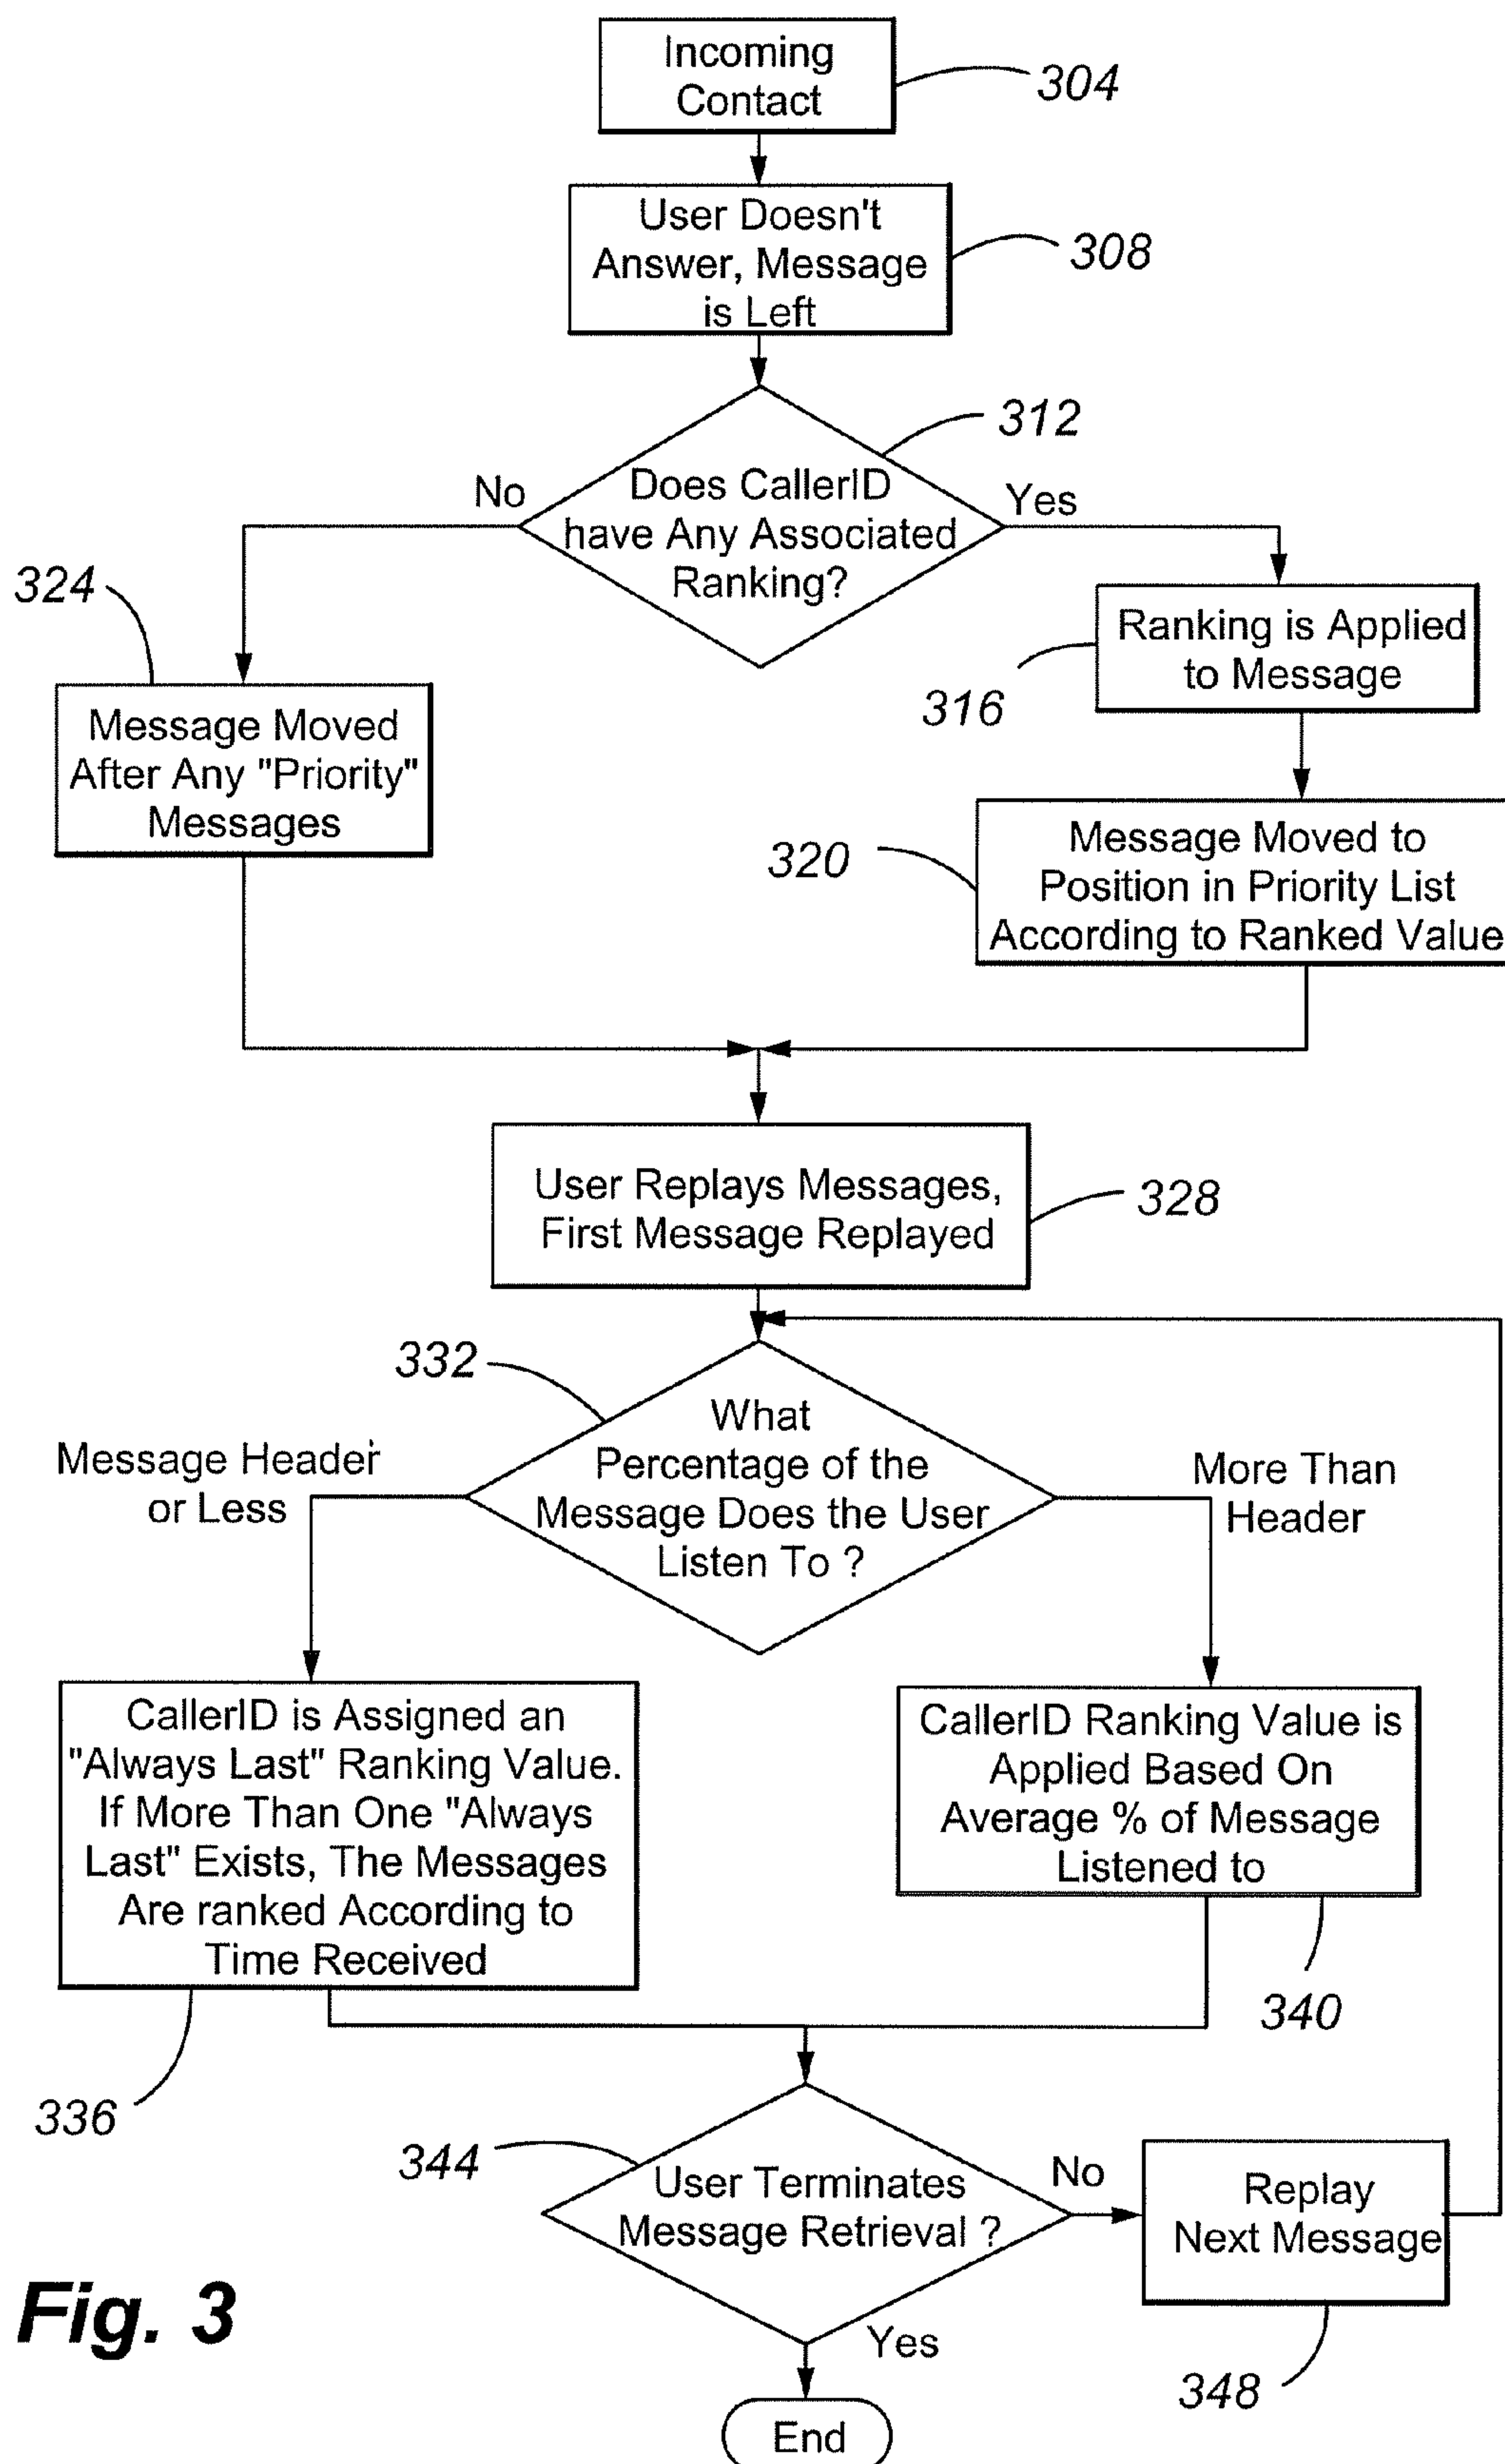 Incoming
Contact
304
User Doesn't
Answer, Message
is Left
308
312
Does CallerID
have Any Associated
Ranking?
No
Yes
324
Ranking is Applied
to Message
316
Message Moved
After Any "Priority"
Messages
Message Moved to
Position in Priority List
According to Ranked Value
320
User Replays Messages,
First Message Replayed
328
332
What
Percentage of the
Message Does the User
Listen To ?
Message Header
or Less
More Than
Header
CallerID is Assigned an
"Always Last" Ranking Value.
If More Than One "Always
Last" Exists, The Messages
Are ranked According to
Time Received
CallerID Ranking Value is
Applied Based On
Average % of Message
Listened to
340
336
344
User Terminates
Message Retrieval ?
No
Replay
Next Message
Yes
348
Fig. 3
End